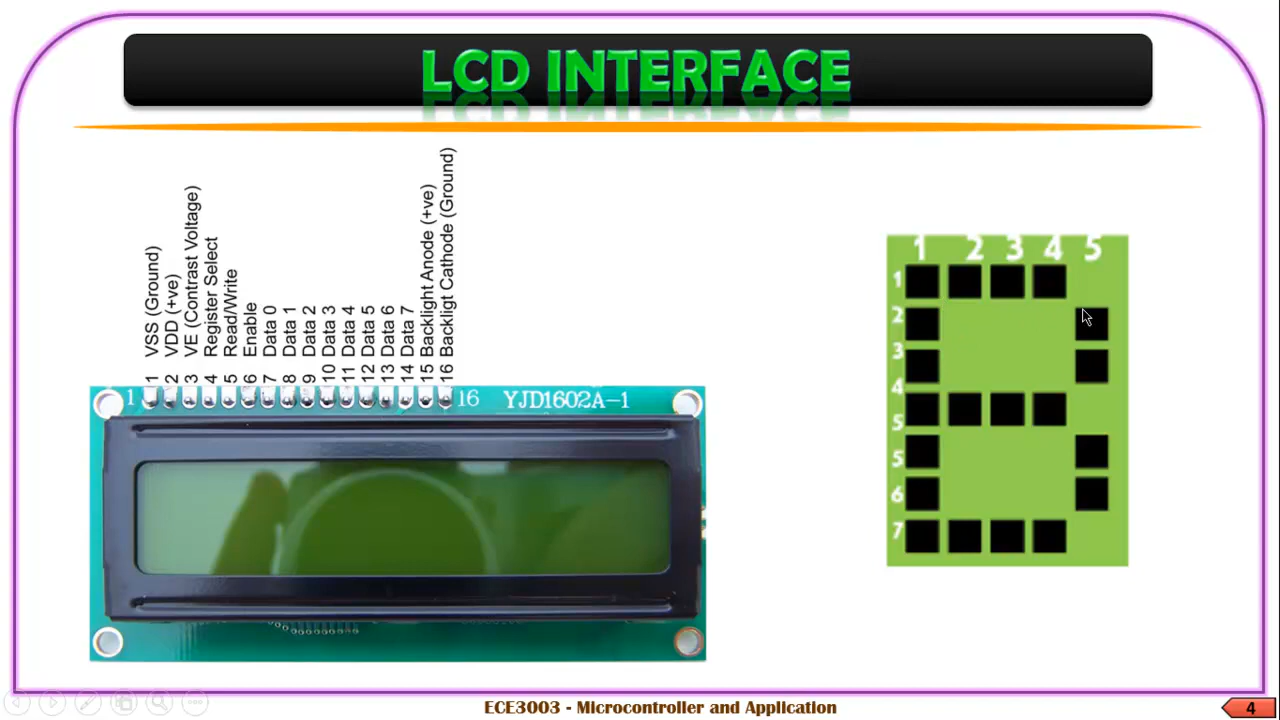 LCD INTERFACE
1 VSS (Ground)
2 VDD (+ve)
3 VE (Contrast Voltage)
4 Register Select
5 Read/Write
6 Enable
7 Data 0
8 Data 1
9 Data 2
10 Data 3
11 Data 4
12 Data 5
13 Data 6
14 Data 7
15 Backlight Anode (+ve)
16 Backligt Cathode (Ground)
1 16 YJD1602A-1
1 2 3 4 5
1
2
3
4
5
5
6
7
ECE3003 - Microcontroller and Application
4